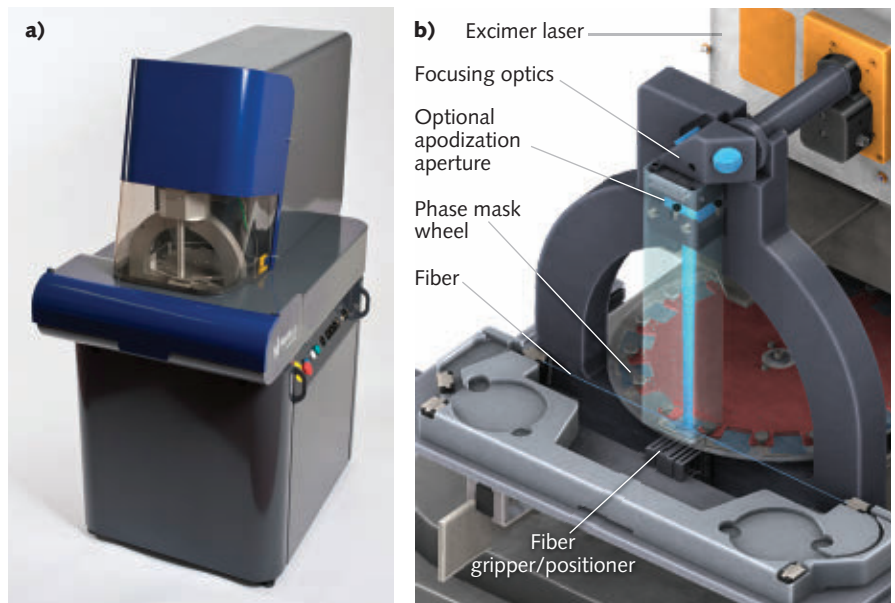 a)
b)
Excimer laser
Focusing optics
Optional
apodization
aperture
Phase mask
wheel
Fiber
Fiber
gripper/positioner